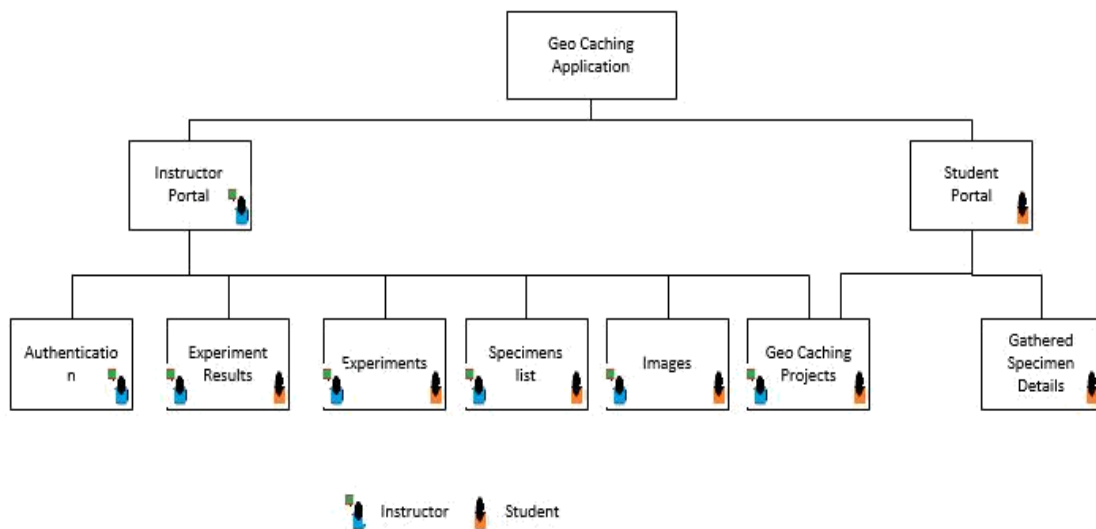 Geo Caching
Application
Instructor
Portal
Student
Portal
Authenticatio
n
Experiment
Results
Experiments
Specimens
list
Images
Geo Caching
Projects
Gathered
Specimen
Details
Instructor
Student